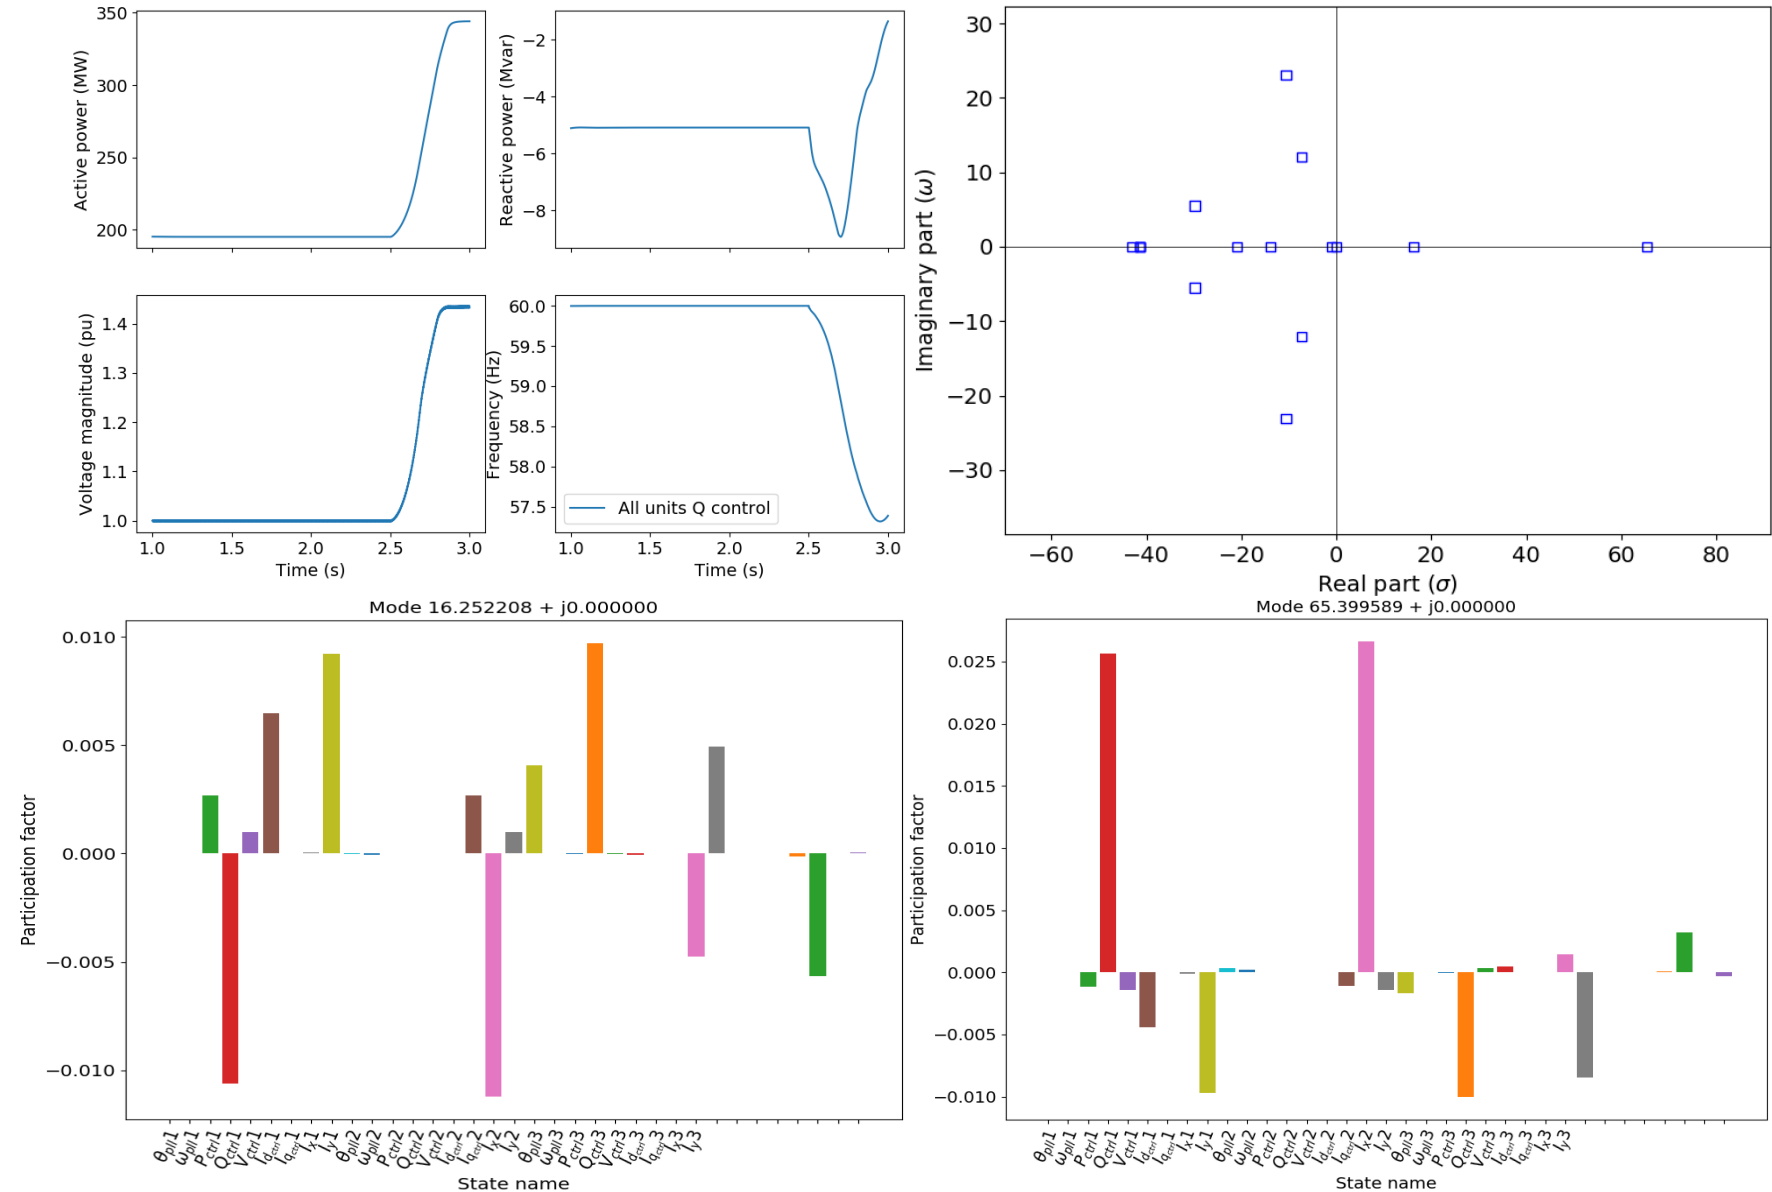 350
300
250
200
Active power (MW)
−2
−4
−6
−8
Reactive power (Mvar)
1.4
1.3
1.2
1.1
1.0
Voltage magnitude (pu)
1.0 1.5 2.0 2.5 3.0
Time (s)
60.0
59.5
59.0
58.5
58.0
57.5
Frequency (Hz)
All units Q control
1.0 1.5 2.0 2.5 3.0
Time (s)
30
20
10
0
−10
−20
−30
Imaginary part (ω)
−60 −40 −20 0 20 40 60 80
Real part (σ)
Mode 16.252208 + j0.000000
0.010
0.005
0.000
−0.005
−0.010
Participation factor
θpll1 ωpll1 Pctrl1 Qctrl1 Vctrl1 Idctrl1 Iqctrl1 Ix1 Iy1 θpll2 ωpll2 Pctrl2 Qctrl2 Vctrl2 Idctrl2 Iqctrl2 Ix2 Iy2 θpll3 ωpll3 Pctrl3 Qctrl3 Vctrl3 Idctrl3 Iqctrl3 Ix3 Iy3
State name
Mode 65.399589 + j0.000000
0.025
0.020
0.015
0.010
0.005
0.000
−0.005
−0.010
Participation factor
θpll1 ωpll1 Pctrl1 Qctrl1 Vctrl1 Idctrl1 Iqctrl1 Ix1 Iy1 θpll2 ωpll2 Pctrl2 Qctrl2 Vctrl2 Idctrl2 Iqctrl2 Ix2 Iy2 θpll3 ωpll3 Pctrl3 Qctrl3 Vctrl3 Idctrl3 Iqctrl3 Ix3 Iy3
State name